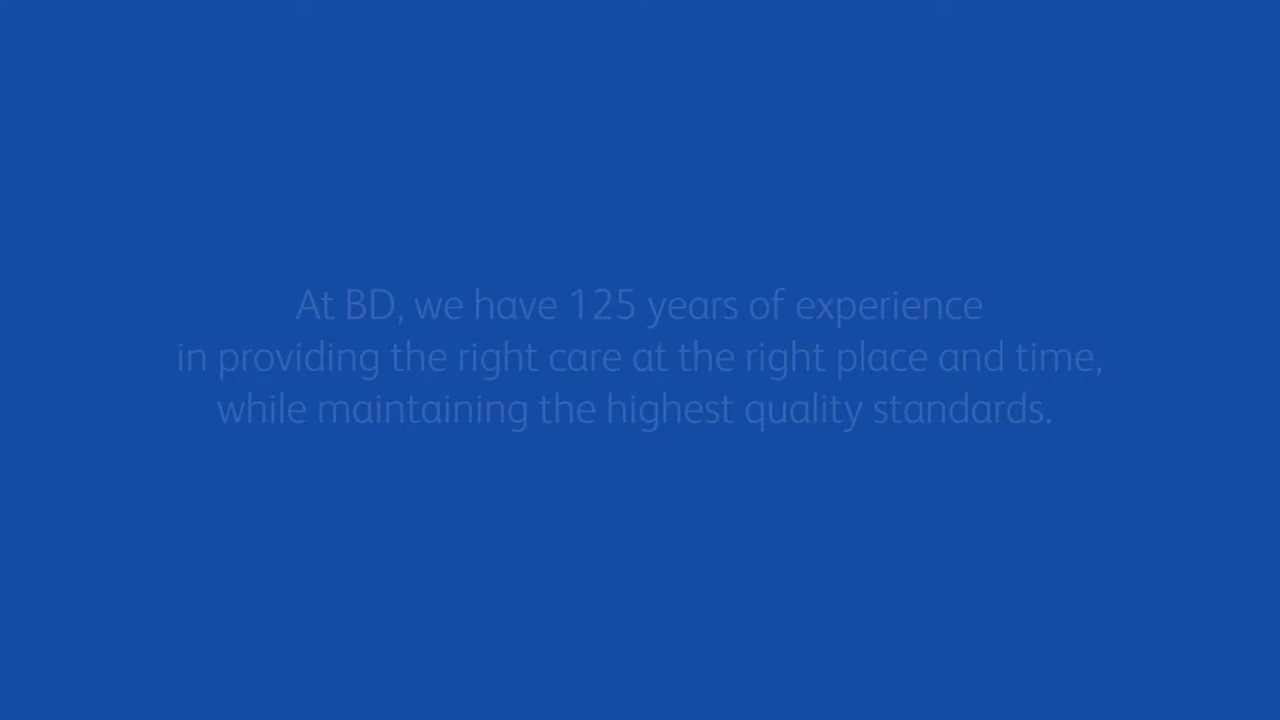 At BD, we have 125 years of experience
in providing the right care at the right place and time,
while maintaining the highest quality standards.